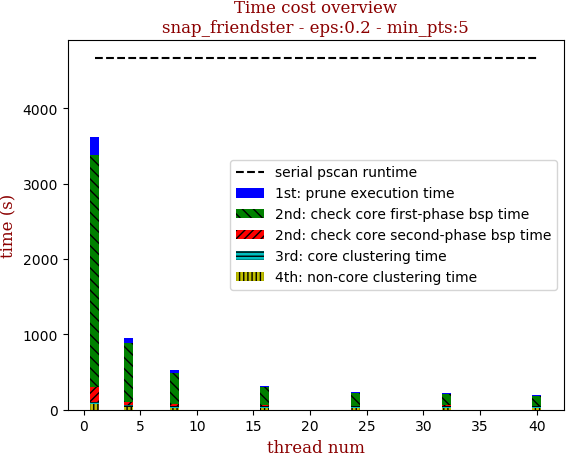 Time cost overview
snap_friendster - eps:0.2 - min_pts:5
time (s)
4000
3000
2000
1000
0
serial pscan runtime
1st: prune execution time
2nd: check core first-phase bsp time
2nd: check core second-phase bsp time
3rd: core clustering time
4th: non-core clustering time
0 5 10 15 20 25 30 35 40
thread num